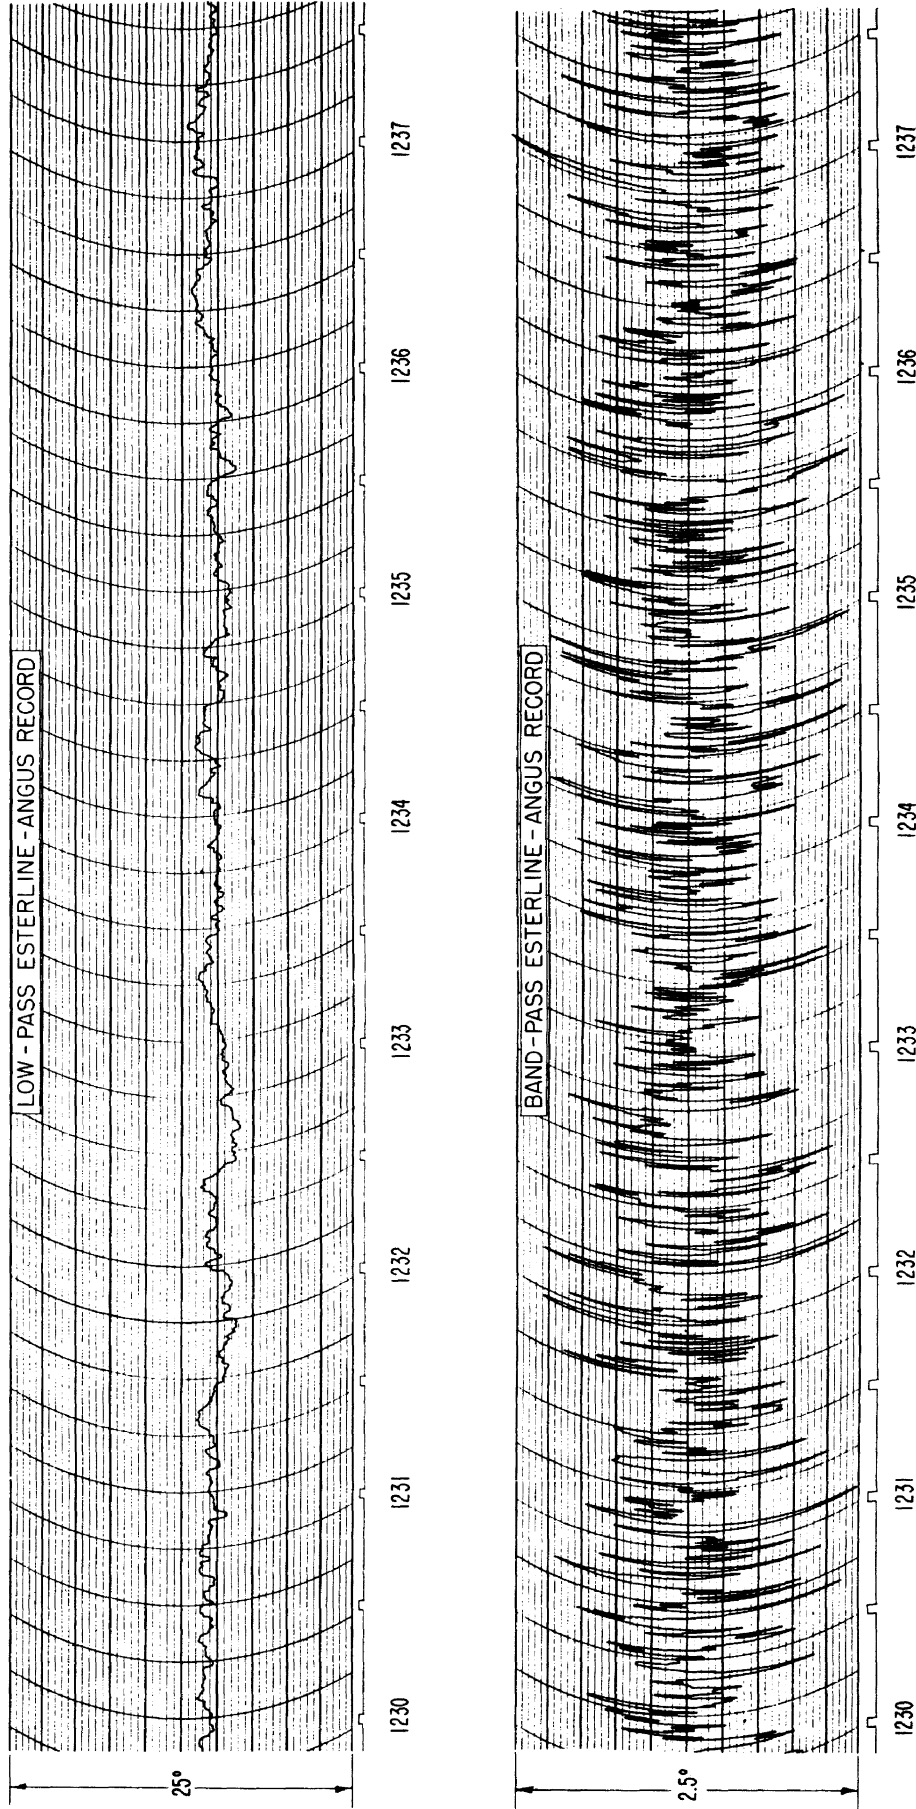 LOW-PASS ESTERLINE-ANGUS RECORD
25°
1230 1231 1232 1233 1234 1235 1236 1237
BAND-PASS ESTERLINE-ANGUS RECORD
2.5°
1230 1231 1232 1233 1234 1235 1236 1237